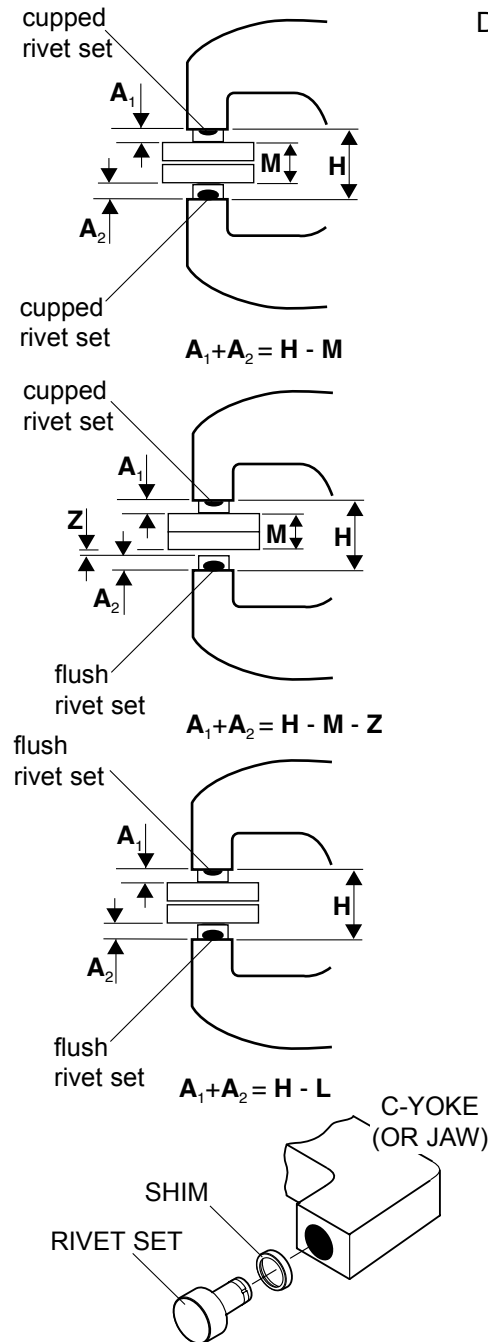 cupped
rivet set
D
A₁
M
H
A₂
cupped
rivet set
A₁+A₂ = H - M
cupped
rivet set
A₁
Z
M
H
A₂
flush
rivet set
A₁+A₂ = H - M - Z
flush
rivet set
A₁
H
A₂
flush
rivet set
A₁+A₂ = H - L
C-YOKE
(OR JAW)
SHIM
RIVET SET